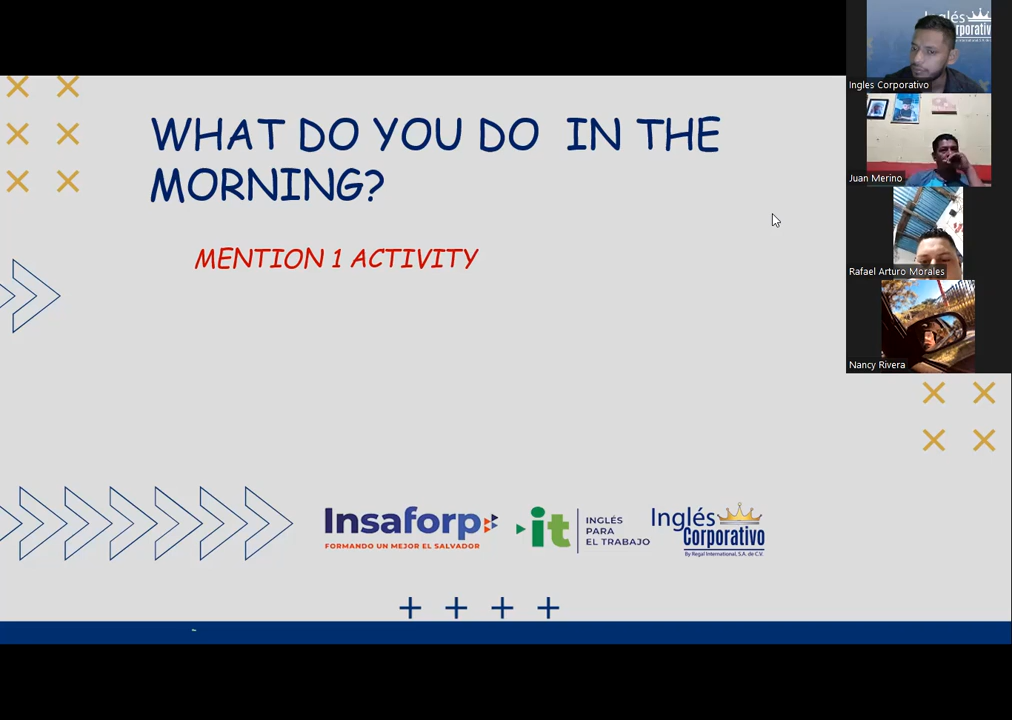 WHAT DO YOU DO IN THE
MORNING?
MENTION 1 ACTIVITY
Insaforp
FORMANDO UN MEJOR EL SALVADOR
it
INGLÉS
PARA
EL TRABAJO
Inglés
Corporativo
By Regal International, S.A. de C.V.
Ingles Corporativo
Juan Merino
Rafael Arturo Morales
Nancy Rivera